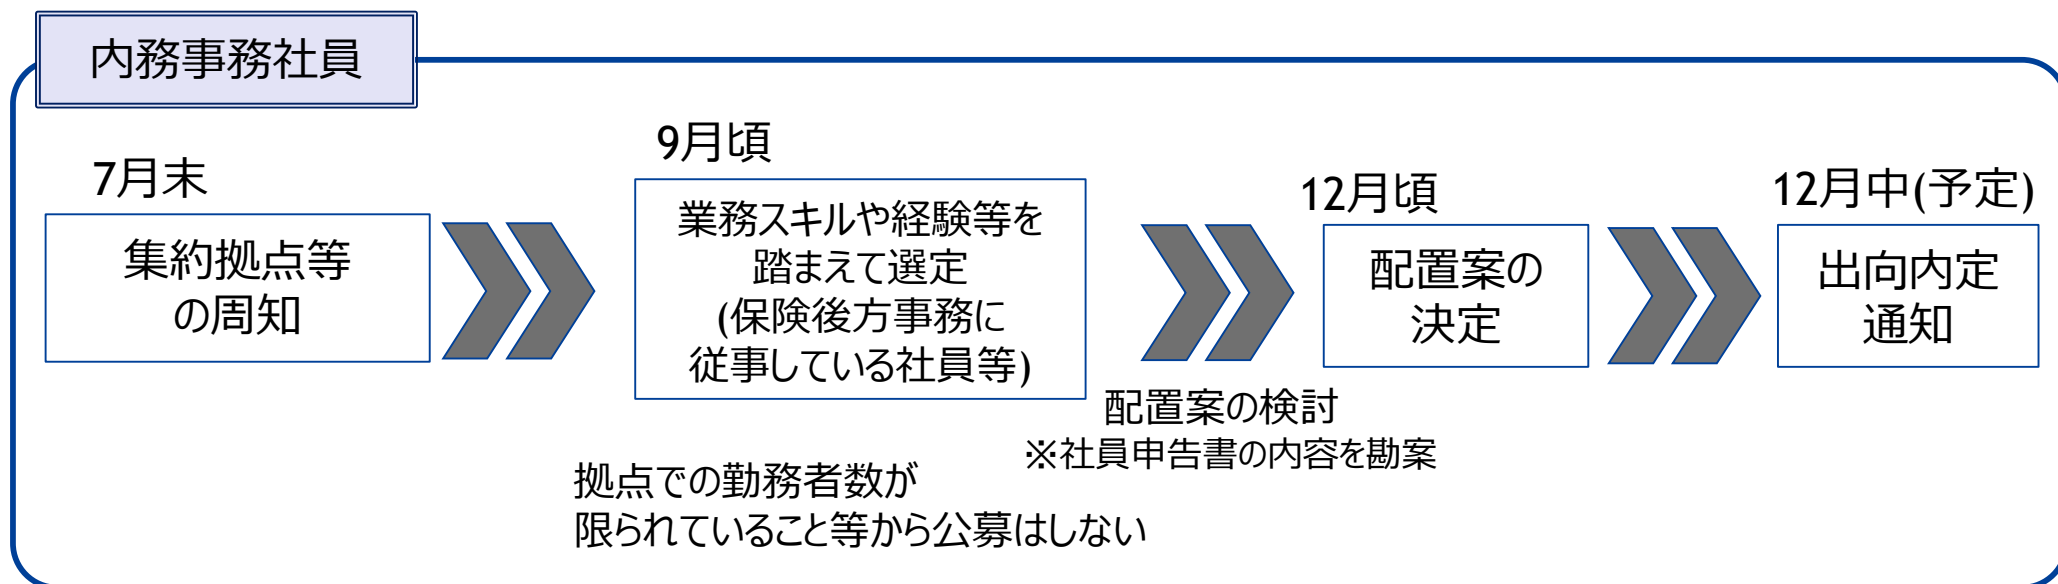 内務事務社員
7月末
集約拠点等
の周知
9月頃
業務スキルや経験等を
踏まえて選定
(保険後方事務に
従事している社員等)
拠点での勤務者数が
限られていること等から公募はしない
配置案の検討
※社員申告書の内容を勘案
12月頃
配置案の
決定
12月中(予定)
出向内定
通知